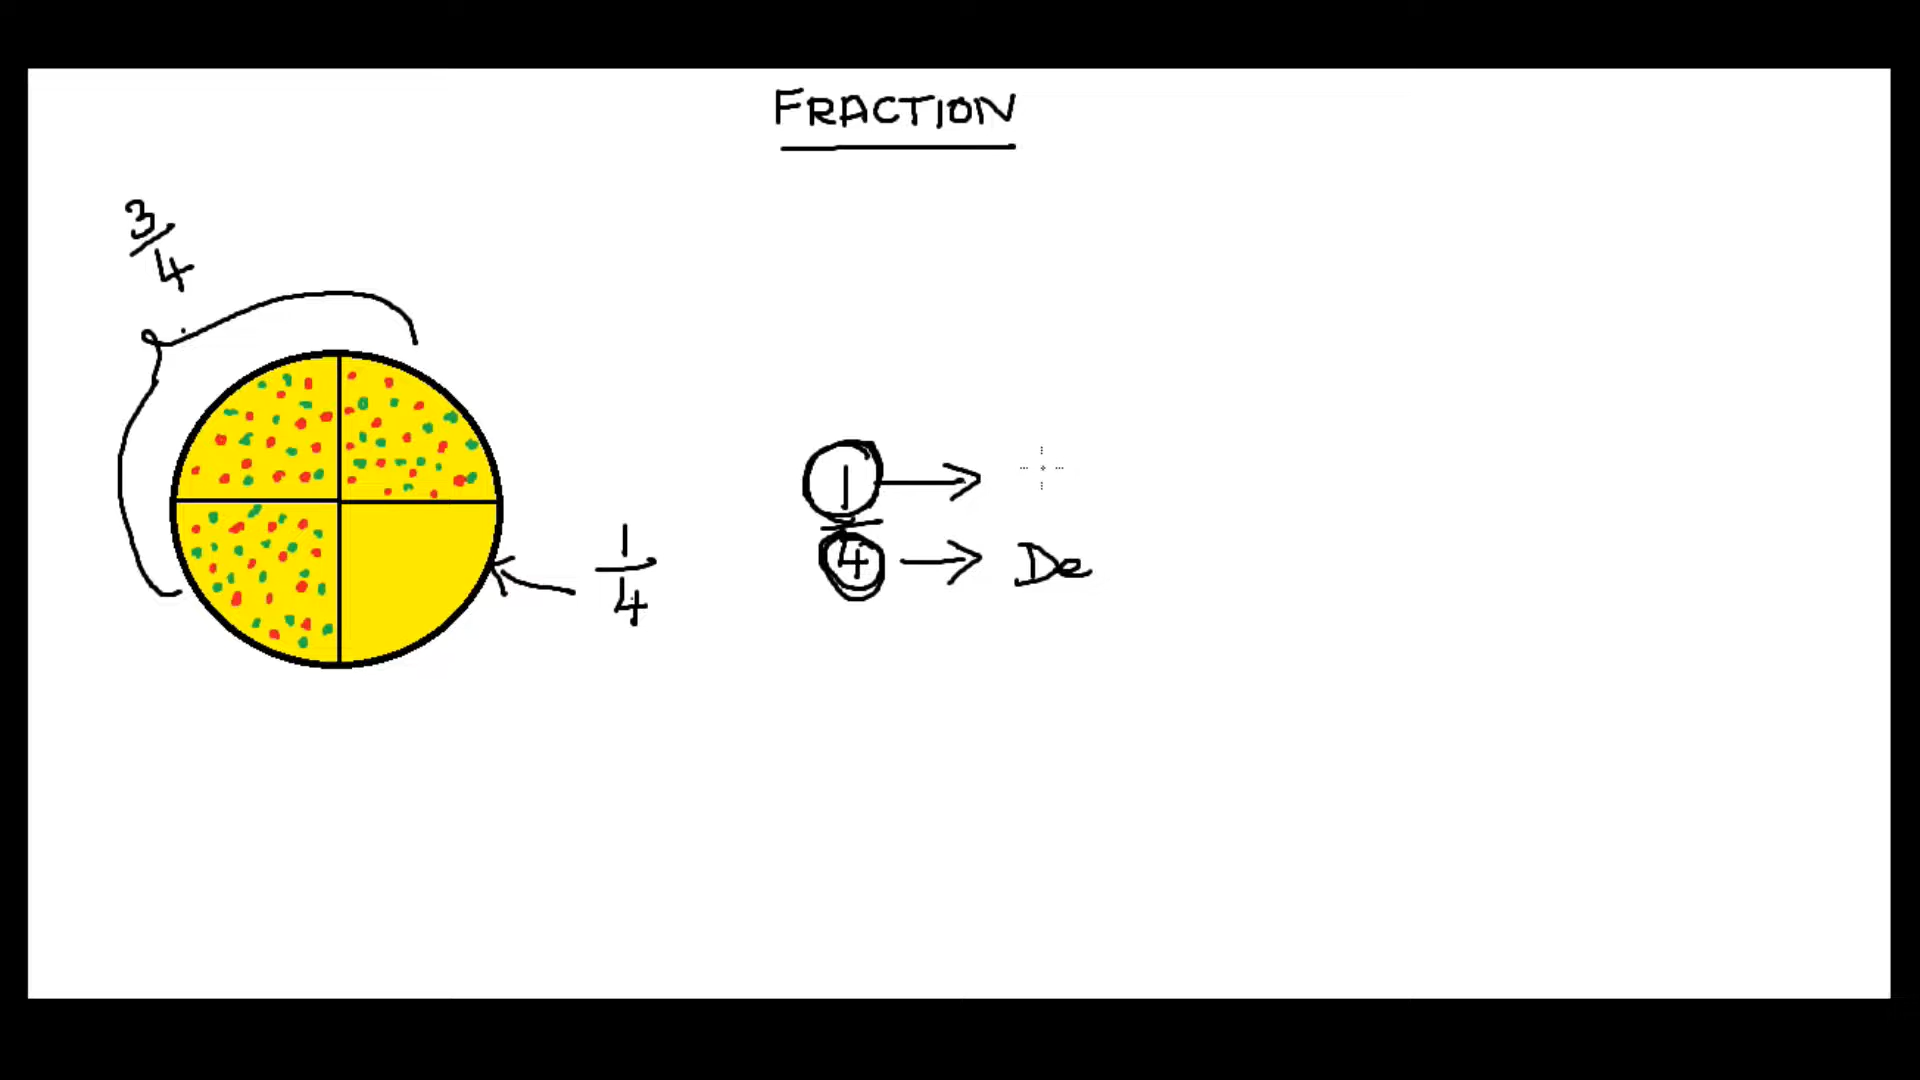 FRACTION
3/4
1/4
1 →
4 → De